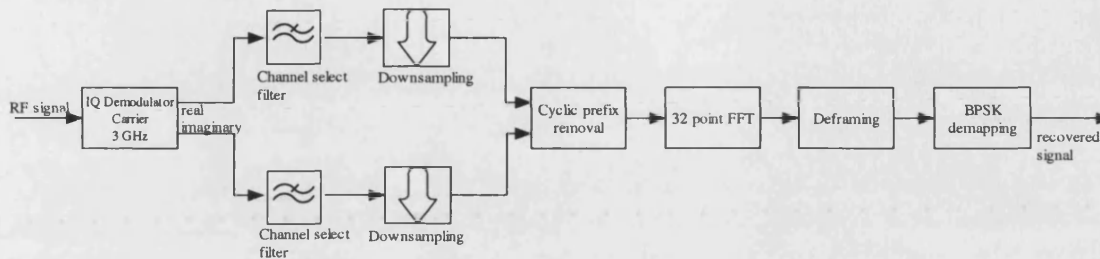 RF signal
IQ Demodulator
Carrier
3 GHz
real
imaginary
Channel select
filter
Downsampling
Channel select
filter
Downsampling
Cyclic prefix
removal
32 point FFT
Deframing
BPSK
demapping
recovered
signal